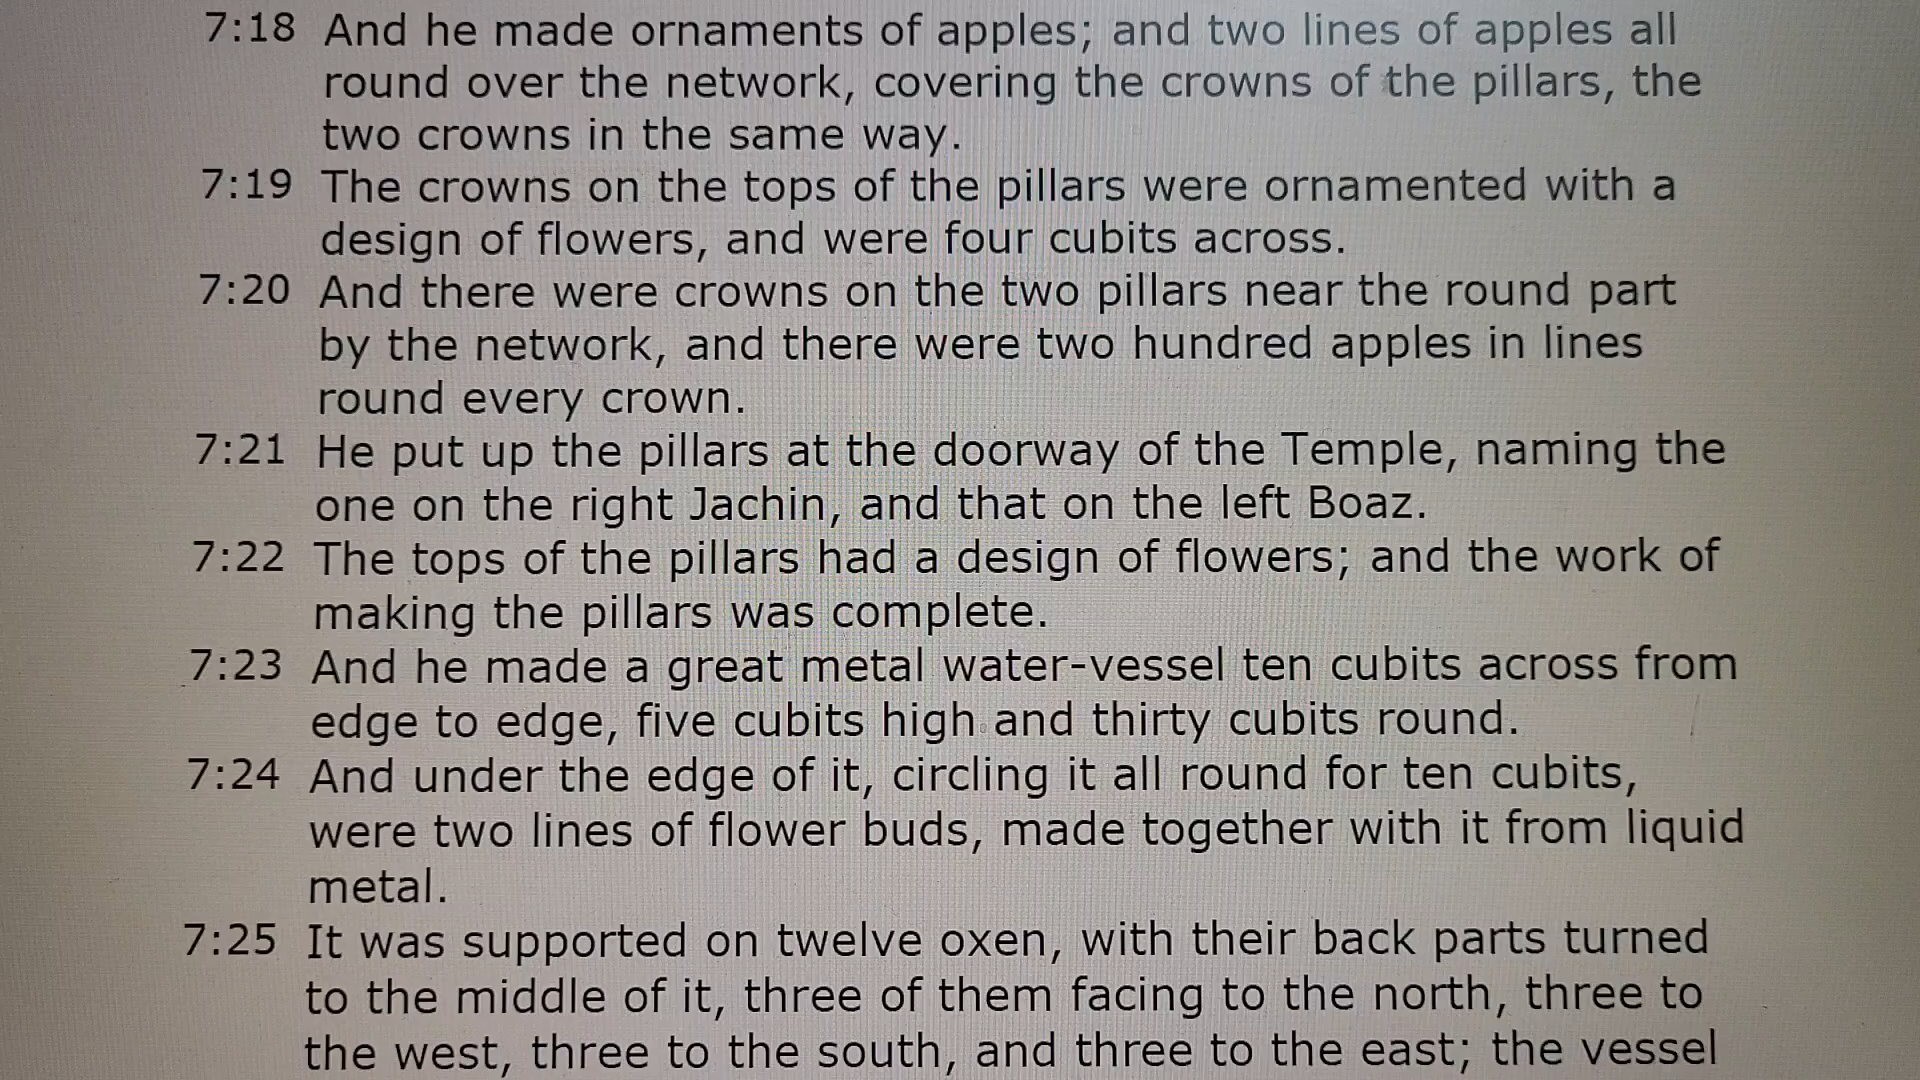 7:18 And he made ornaments of apples; and two lines of apples all
round over the network, covering the crowns of the pillars, the
two crowns in the same way.
7:19 The crowns on the tops of the pillars were ornamented with a
design of flowers, and were four cubits across.
7:20 And there were crowns on the two pillars near the round part
by the network, and there were two hundred apples in lines
round every crown.
7:21 He put up the pillars at the doorway of the Temple, naming the
one on the right Jachin, and that on the left Boaz.
7:22 The tops of the pillars had a design of flowers; and the work of
making the pillars was complete.
7:23 And he made a great metal water-vessel ten cubits across from
edge to edge, five cubits high and thirty cubits round.
7:24 And under the edge of it, circling it all round for ten cubits,
were two lines of flower buds, made together with it from liquid
metal.
7:25 It was supported on twelve oxen, with their back parts turned
to the middle of it, three of them facing to the north, three to
the west, three to the south, and three to the east; the vessel